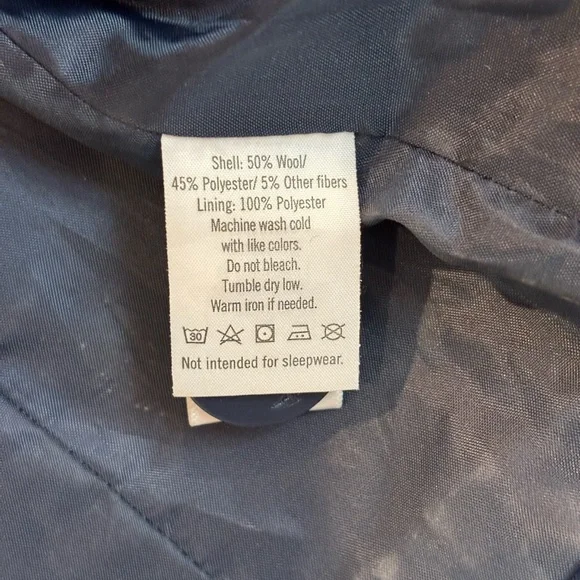 Shell: 50% Wool/
45% Polyester/ 5% Other fibers
Lining: 100% Polyester
Machine wash cold
with like colors.
Do not bleach.
Tumble dry low.
Warm iron if needed.
30
Not intended for sleepwear.